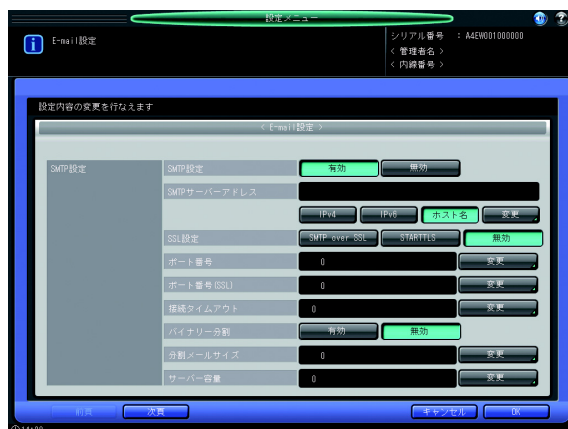 設定メニュー
E-mail設定
シリアル番号 : A4EW001000000
< 管理者名 >
< 内線番号 >
設定内容の変更を行なえます
< E-mail設定 >
SMTP設定 SMTP設定 有効 無効
SMTPサーバーアドレス
IPv4 IPv6 ホスト名 変更
SSL設定 SMTP over SSL STARTTLS 無効
ポート番号 0 変更
ポート番号(SSL) 0 変更
接続タイムアウト 0 変更
バイナリー分割 有効 無効
分割メールサイズ 0 変更
サーバー容量 0 変更
前頁 次頁 キャンセル OK